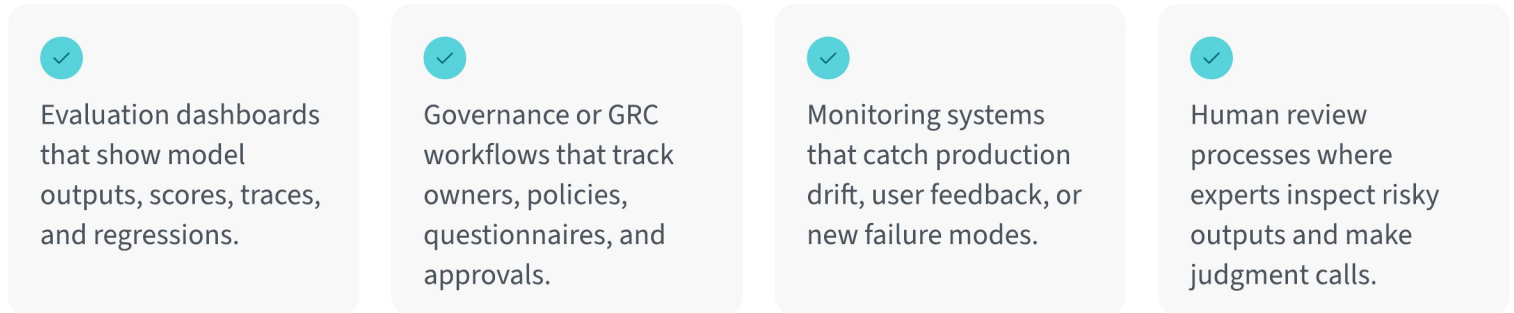 Evaluation dashboards
that show model
outputs, scores, traces,
and regressions.
Governance or GRC
workflows that track
owners, policies,
questionnaires, and
approvals.
Monitoring systems
that catch production
drift, user feedback, or
new failure modes.
Human review
processes where
experts inspect risky
outputs and make
judgment calls.